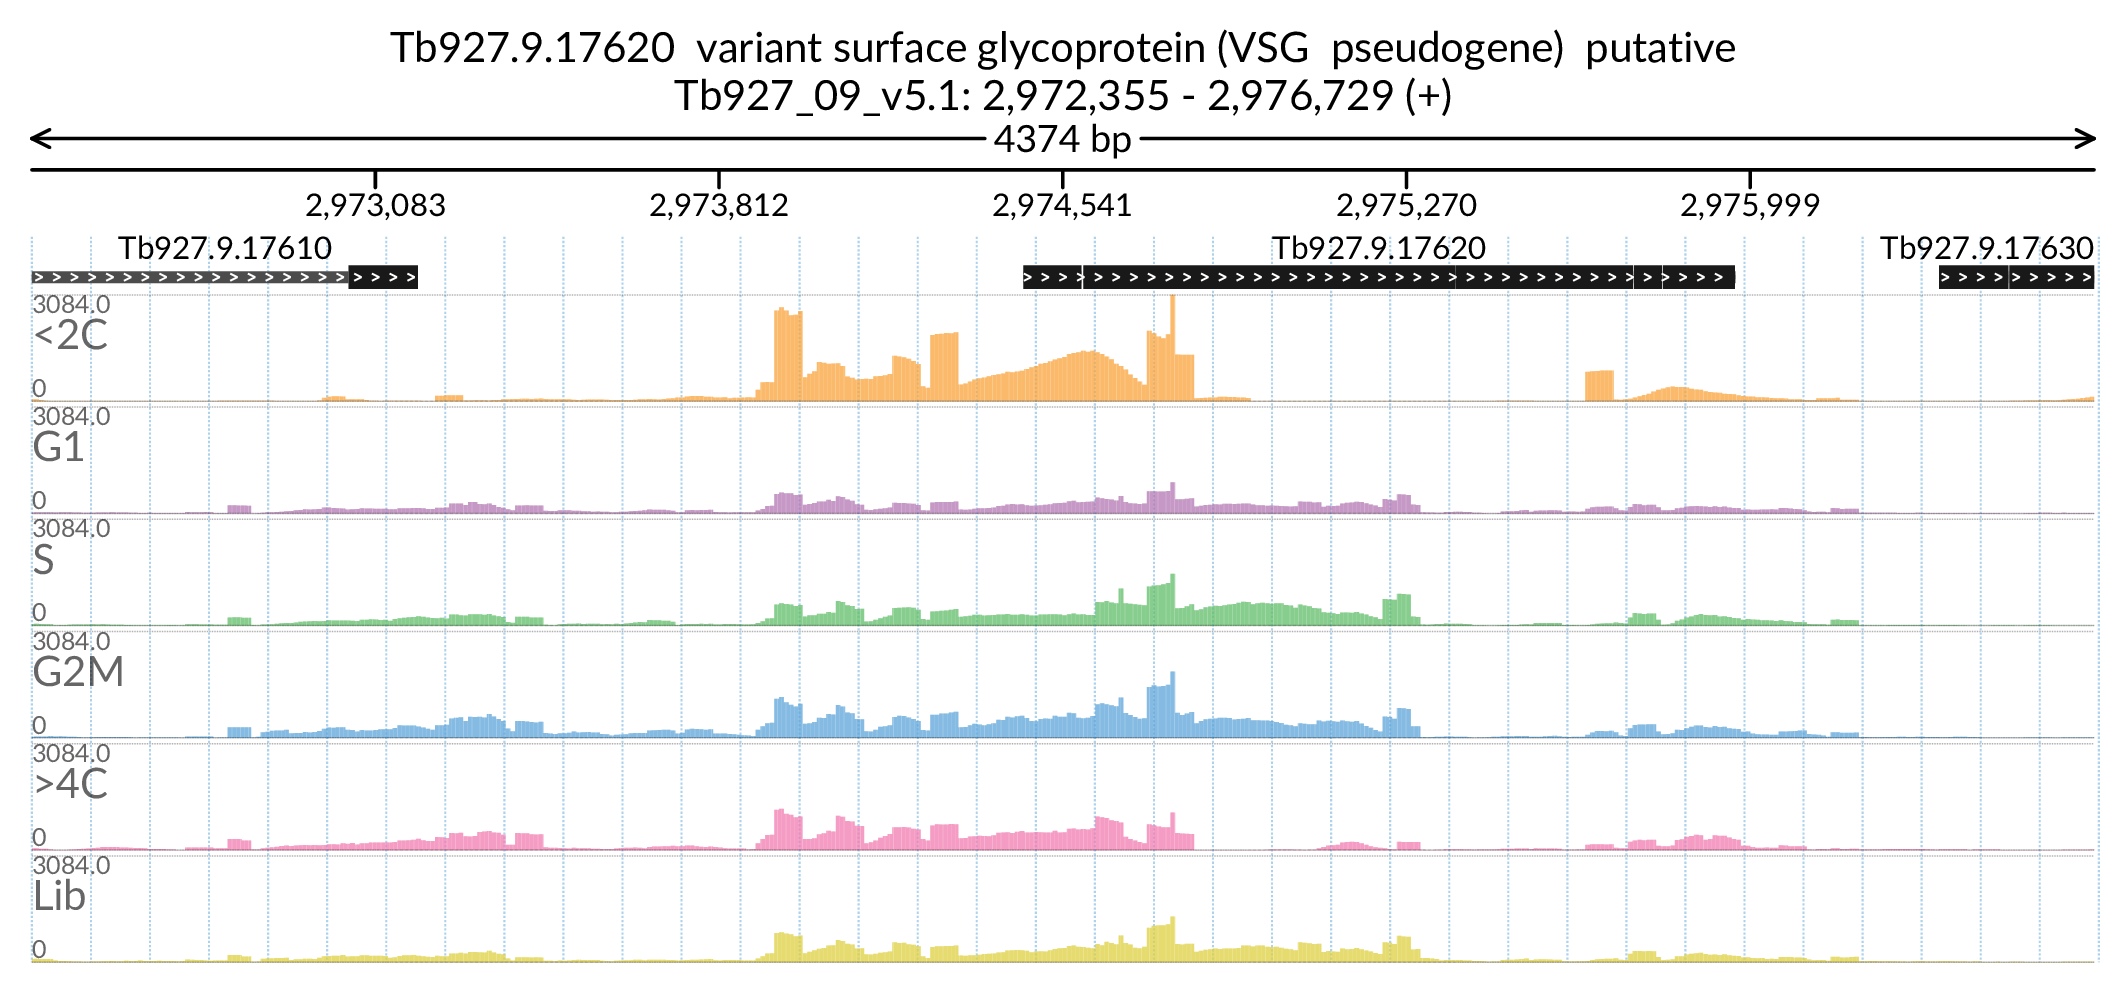 Tb927.9.17620  variant surface glycoprotein (VSG  pseudogene)  putative
Tb927_09_v5.1: 2,972,355 - 2,976,729 (+)
4374 bp
2,973,083 2,973,812 2,974,541 2,975,270 2,975,999
Tb927.9.17610 Tb927.9.17620 Tb927.9.17630
3084.0
<2C
0
3084.0
G1
0
3084.0
S
0
3084.0
G2M
0
3084.0
>4C
0
3084.0
Lib
0